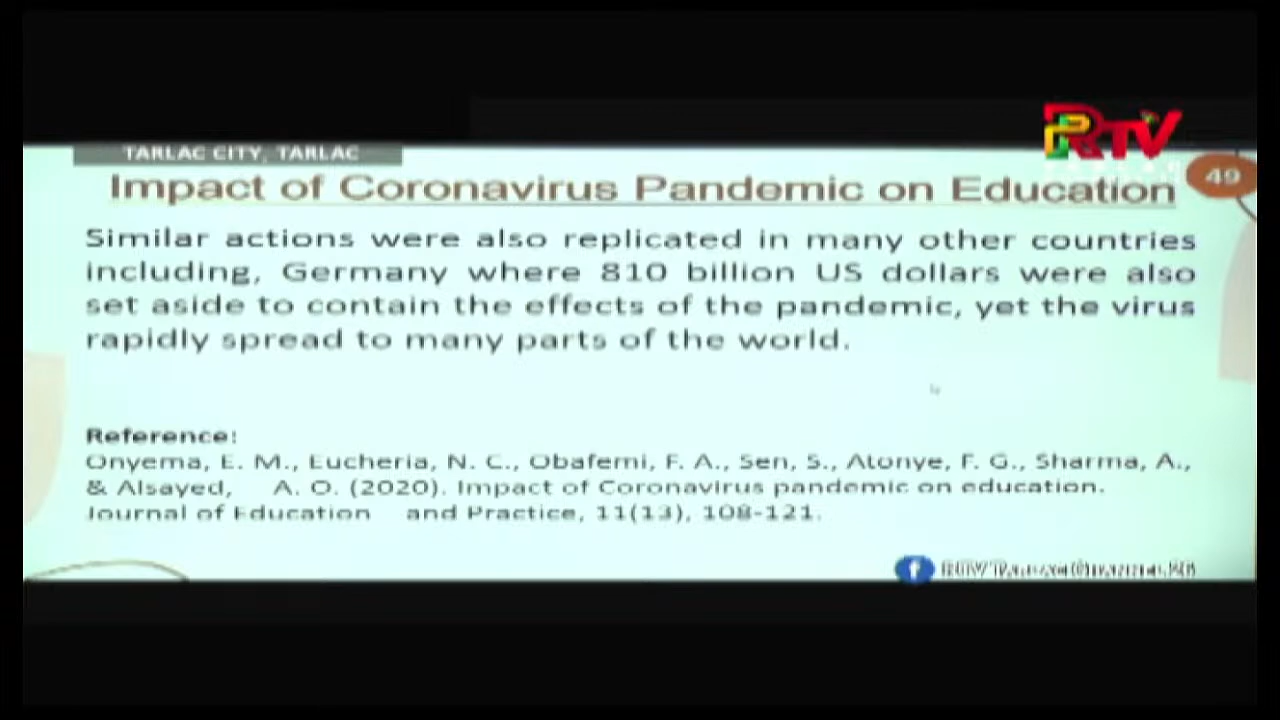 RTV
TARLAC CITY, TARLAC
49
Impact of Coronavirus Pandemic on Education
Similar actions were also replicated in many other countries
including, Germany where 810 billion US dollars were also
set aside to contain the effects of the pandemic, yet the virus
rapidly spread to many parts of the world.
Reference:
Onyema, E. M., Eucheria, N. C., Obafemi, F. A., Sen, S., Atonye, F. G., Sharma, A.,
& Alsayed, A. O. (2020). Impact of Coronavirus pandemic on education.
Journal of Education and Practice, 11(13), 108-121.